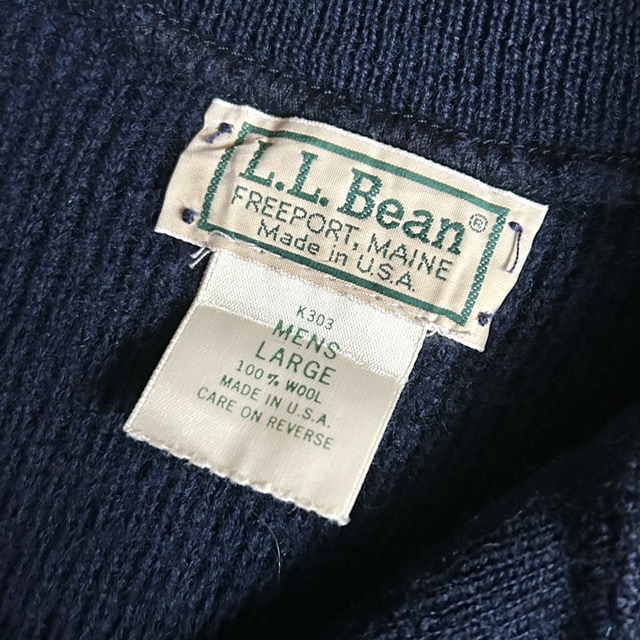 L.L.Bean®
FREEPORT, MAINE
Made in U.S.A.
K303
MENS
LARGE
100% WOOL
MADE IN U.S.A.
CARE ON REVERSE